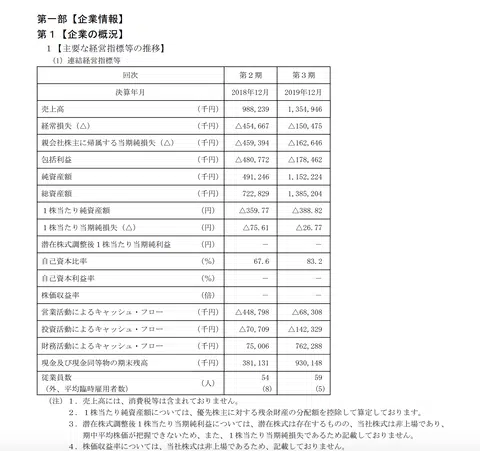 第一部【企業情報】
第1【企業の概況】
1【主要な経営指標等の推移】
(1) 連結経営指標等
回次 第2期 第3期
決算年月 2018年12月 2019年12月
売上高 (千円) 988,239 1,354,946
経常損失(△) (千円) △454,667 △150,475
親会社株主に帰属する当期純損失(△) (千円) △459,394 △162,646
包括利益 (千円) △480,772 △178,462
純資産額 (千円) 491,246 1,152,224
総資産額 (千円) 722,829 1,385,204
1株当たり純資産額 (円) △359.77 △388.82
1株当たり当期純損失(△) (円) △75.61 △26.77
潜在株式調整後1株当たり当期純利益 (円) － －
自己資本比率 (%) 67.6 83.2
自己資本利益率 (%) － －
株価収益率 (倍) － －
営業活動によるキャッシュ・フロー (千円) △448,798 △68,308
投資活動によるキャッシュ・フロー (千円) △70,709 △142,329
財務活動によるキャッシュ・フロー (千円) 75,006 762,288
現金及び現金同等物の期末残高 (千円) 381,131 930,148
従業員数 (人) 54 59
(外、平均臨時雇用者数) (8) (5)
(注)1.売上高には、消費税等は含まれておりません。
2.1株当たり純資産額については、優先株主に対する残余財産の分配額を控除して算定しております。
3.潜在株式調整後1株当たり当期純利益については、潜在株式は存在するものの、当社株式は非上場であり、
期中平均株価が把握できないため、また、1株当たり当期純損失であるため記載しておりません。
4.株価収益率については、当社株式は非上場であるため、記載しておりません。